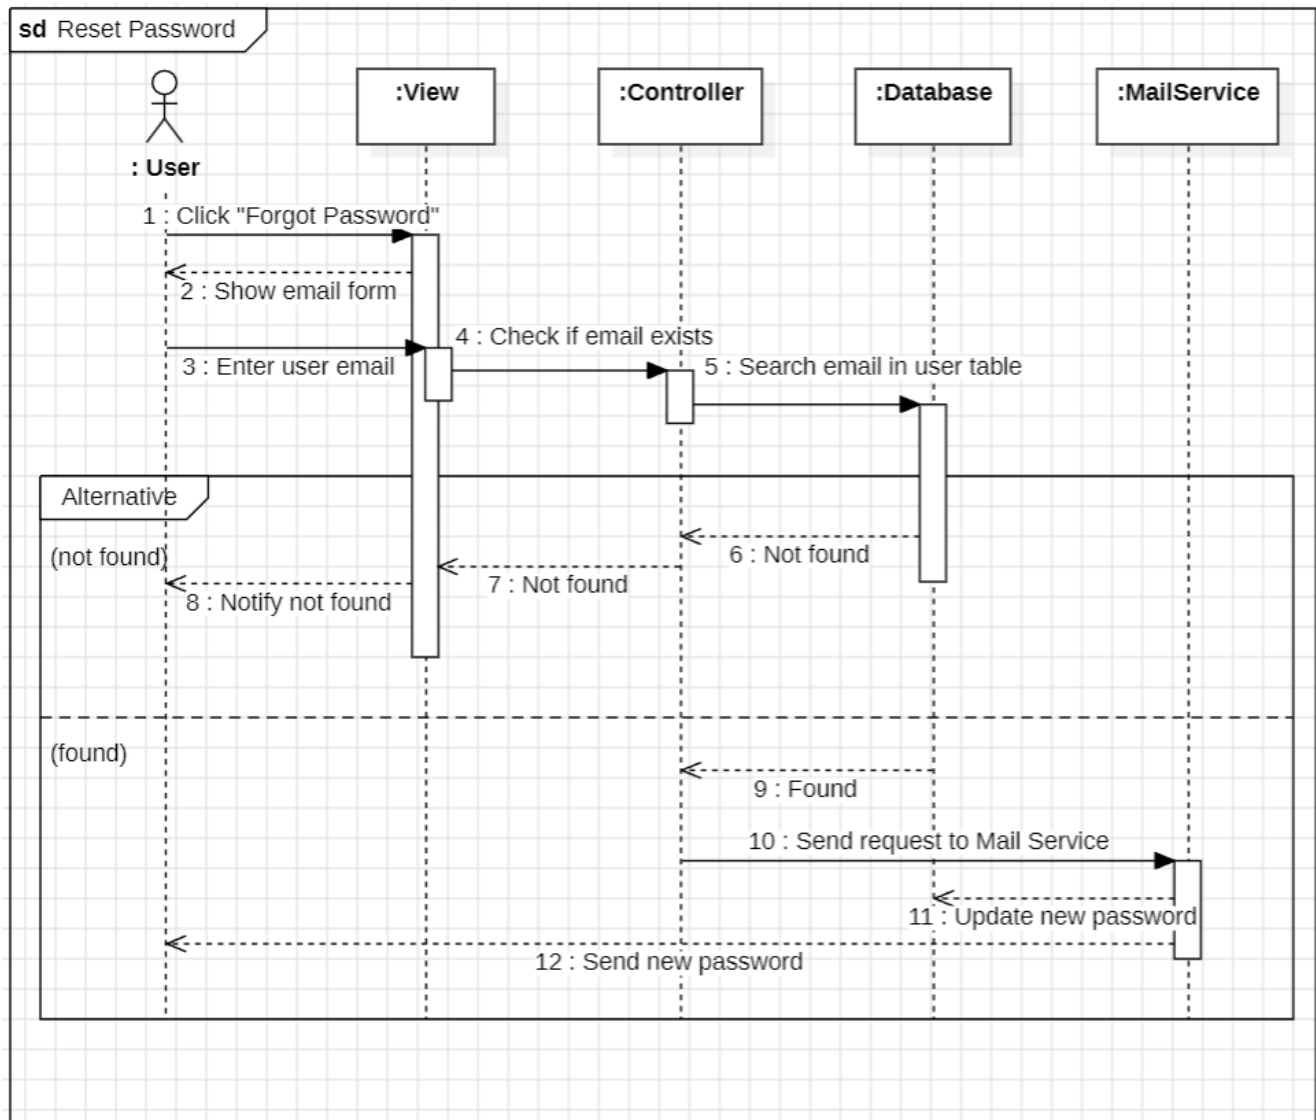 sd Reset Password
:View
:Controller
:Database
:MailService
: User
1 : Click "Forgot Password"
2 : Show email form
3 : Enter user email
4 : Check if email exists
5 : Search email in user table
Alternative
(not found)
6 : Not found
7 : Not found
8 : Notify not found
(found)
9 : Found
10 : Send request to Mail Service
11 : Update new password
12 : Send new password